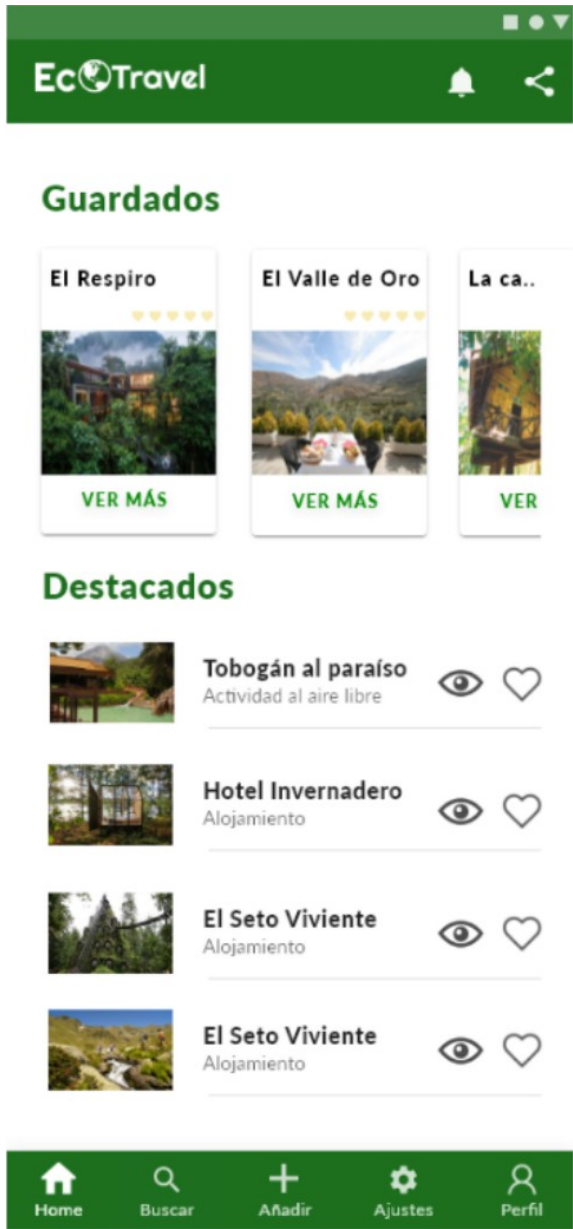 EcoTravel
Guardados
El Respiro
El Valle de Oro
La ca..
VER MÁS
VER MÁS
VER
Destacados
Tobogán al paraíso
Actividad al aire libre
Hotel Invernadero
Alojamiento
El Seto Viviente
Alojamiento
El Seto Viviente
Alojamiento
Home
Buscar
Añadir
Ajustes
Perfil